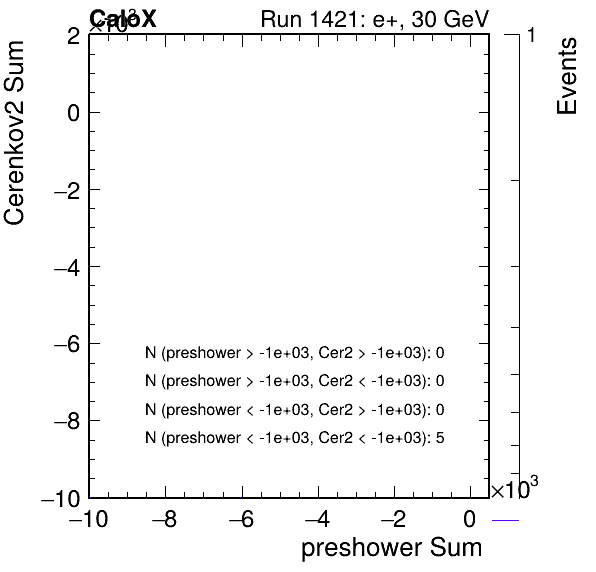 CaloX Run 1421: e+, 30 GeV
×10³
Cerenkov2 Sum
2
0
−2
−4
−6
−8
−10
N (preshower > -1e+03, Cer2 > -1e+03): 0
N (preshower > -1e+03, Cer2 < -1e+03): 0
N (preshower < -1e+03, Cer2 > -1e+03): 0
N (preshower < -1e+03, Cer2 < -1e+03): 5
−10 −8 −6 −4 −2 0
×10³
preshower Sum
1
Events